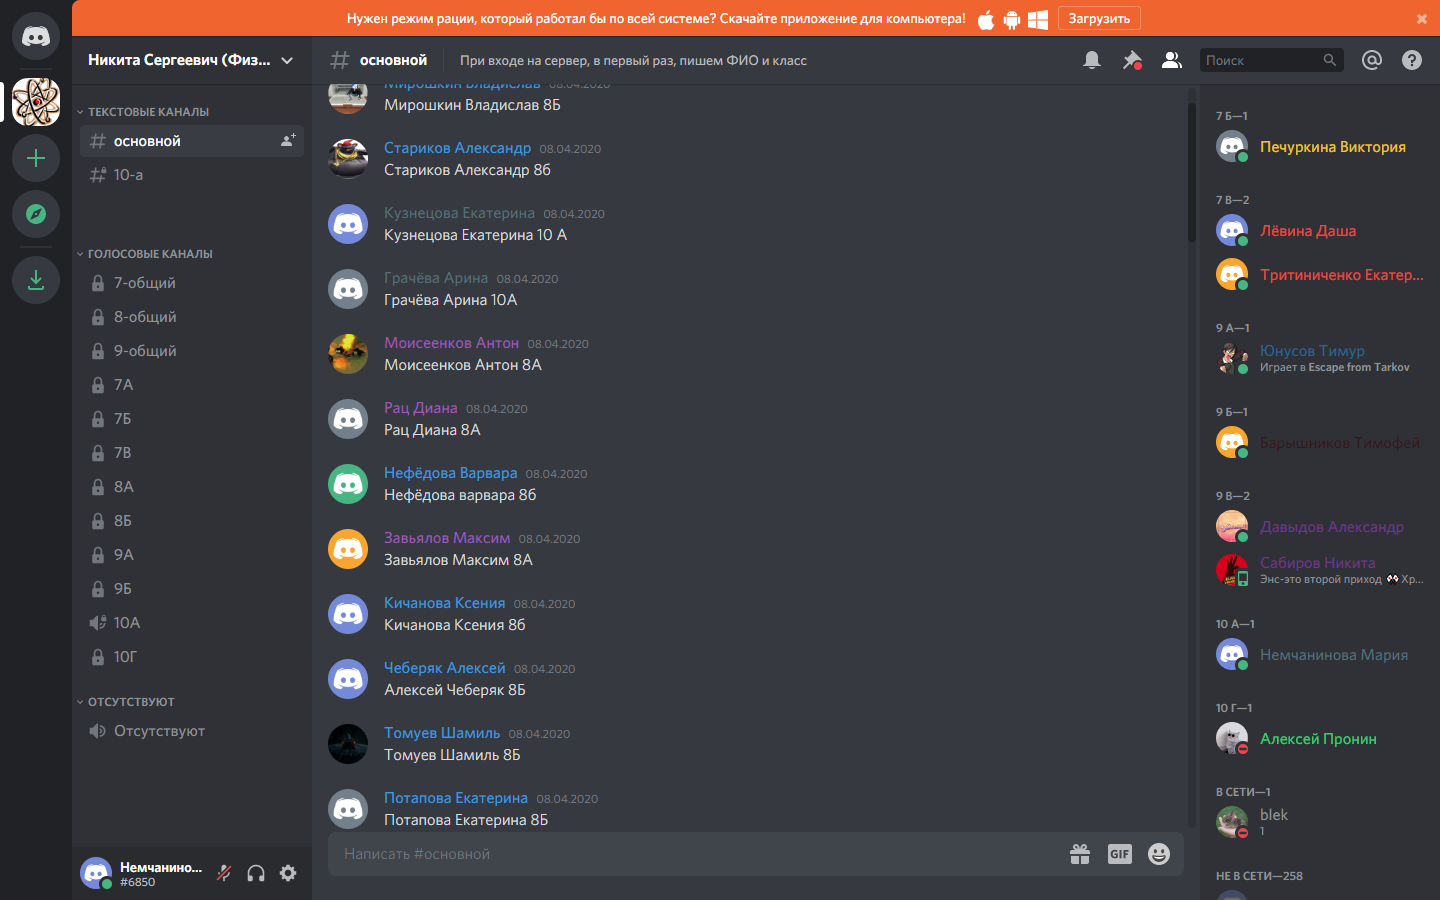 Нужен режим рации, который работал бы по всей системе? Скачайте приложение для компьютера!
Загрузить
Никита Сергеевич (Физ...
ТЕКСТОВЫЕ КАНАЛЫ
основной
10-а
ГОЛОСОВЫЕ КАНАЛЫ
7-общий
8-общий
9-общий
7А
7Б
7В
8А
8Б
9А
9Б
10А
10Г
ОТСУТСТВУЮТ
Отсутствуют
Немчанино...
#6850
основной
При входе на сервер, в первый раз, пишем ФИО и класс
Поиск
Мирошкин Владислав 08.04.2020
Мирошкин Владислав 8Б
Стариков Александр 08.04.2020
Стариков Александр 8б
Кузнецова Екатерина 08.04.2020
Кузнецова Екатерина 10 А
Грачёва Арина 08.04.2020
Грачёва Арина 10А
Моисеенков Антон 08.04.2020
Моисеенков Антон 8А
Рац Диана 08.04.2020
Рац Диана 8А
Нефёдова Варвара 08.04.2020
Нефёдова варвара 8б
Завьялов Максим 08.04.2020
Завьялов Максим 8А
Кичанова Ксения 08.04.2020
Кичанова Ксения 8б
Чеберяк Алексей 08.04.2020
Алексей Чеберяк 8Б
Томуев Шамиль 08.04.2020
Томуев Шамиль 8Б
Потапова Екатерина 08.04.2020
Потапова Екатерина 8Б
Написать #основной
GIF
7 Б—1
Печуркина Виктория
7 В—2
Лёвина Даша
Тритиниченко Екатер...
9 А—1
Юнусов Тимур
Играет в Escape from Tarkov
9 Б—1
Барышников Тимофей
9 В—2
Давыдов Александр
Сабиров Никита
Энс-это второй приход Хр...
10 А—1
Немчанинова Мария
10 Г—1
Алексей Пронин
В СЕТИ—1
blek
1
НЕ В СЕТИ—258